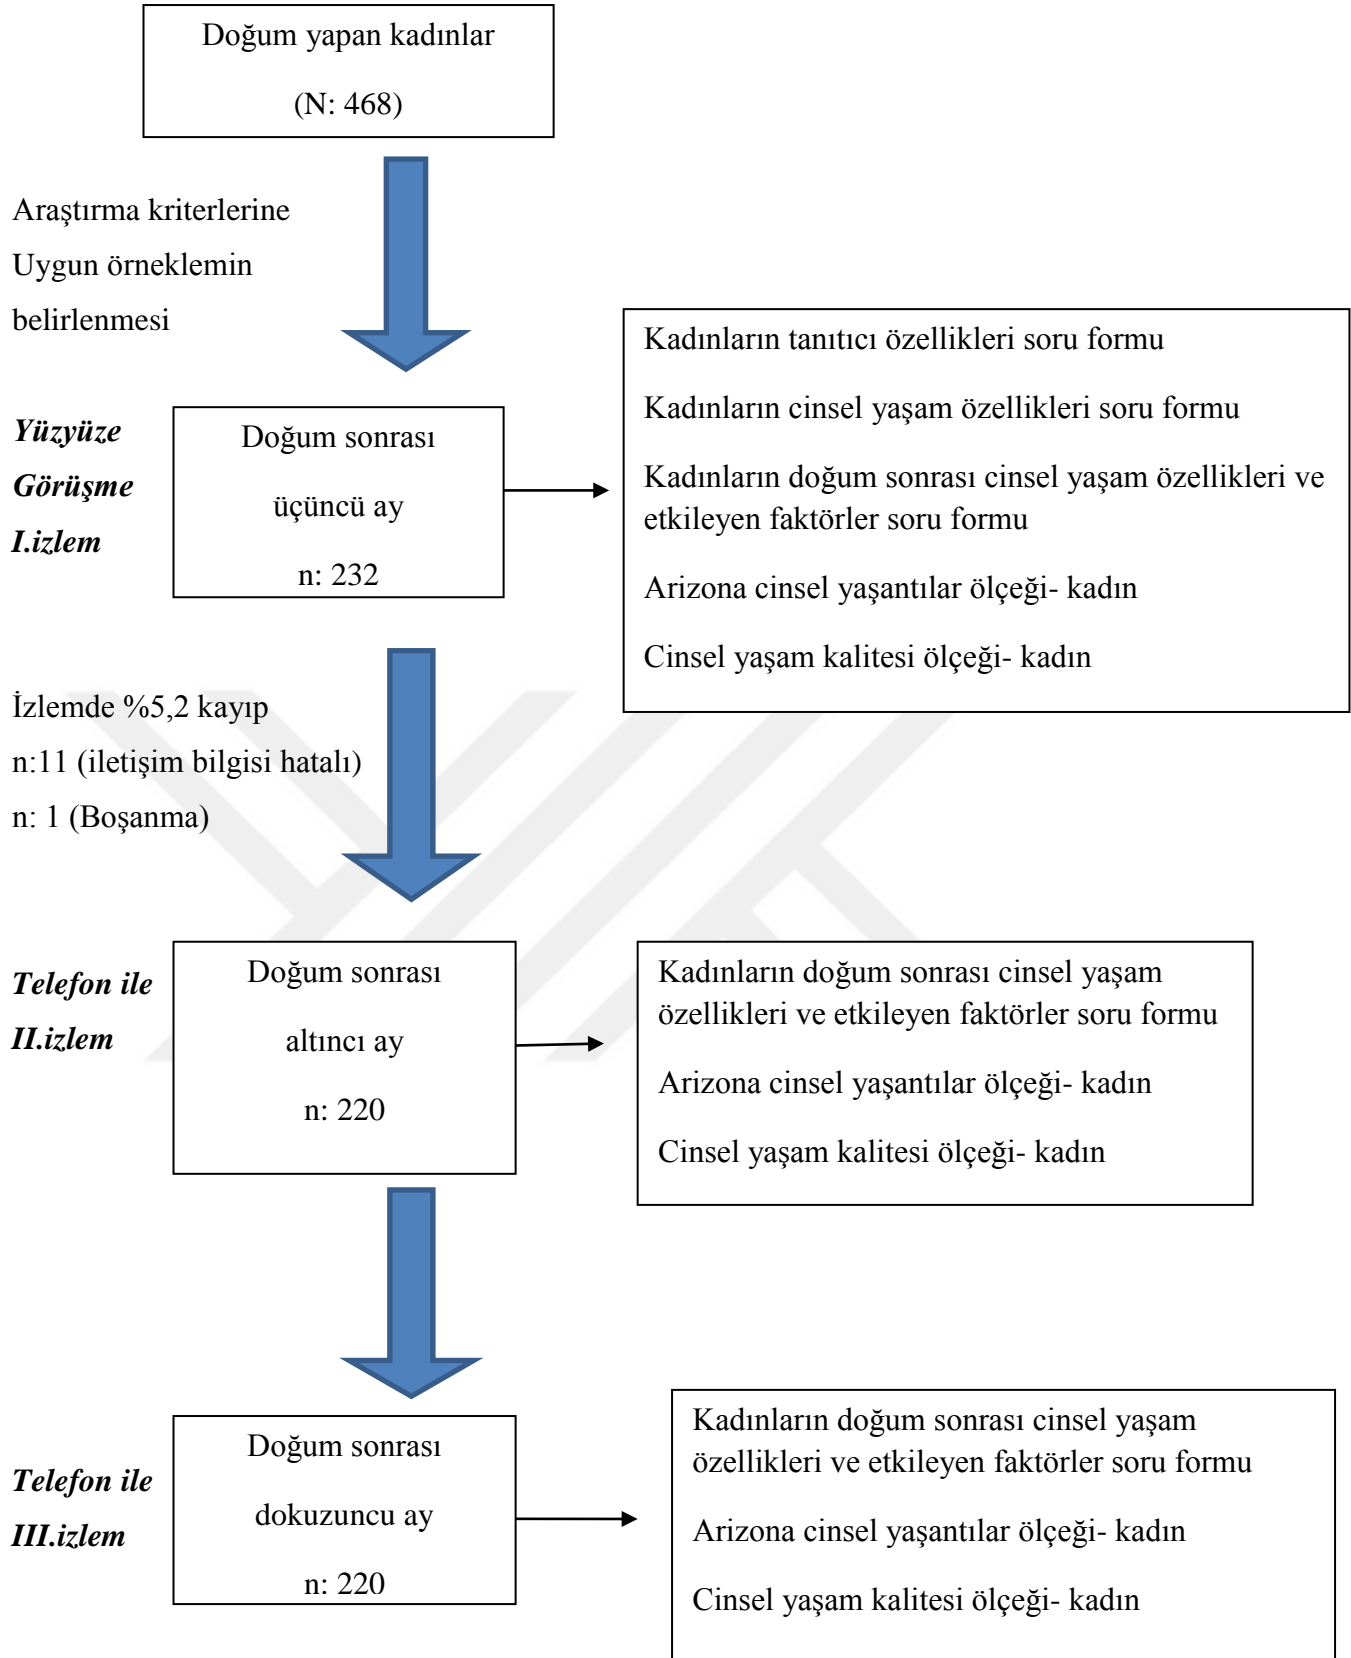 Doğum yapan kadınlar
(N: 468)
Araştırma kriterlerine
Uygun örneklemin
belirlenmesi
Yüzyüze
Görüşme
I.izlem
Doğum sonrası
üçüncü ay
n: 232
Kadınların tanıtıcı özellikleri soru formu
Kadınların cinsel yaşam özellikleri soru formu
Kadınların doğum sonrası cinsel yaşam özellikleri ve
etkileyen faktörler soru formu
Arizona cinsel yaşantılar ölçeği- kadın
Cinsel yaşam kalitesi ölçeği- kadın
İzlemde %5,2 kayıp
n:11 (iletişim bilgisi hatalı)
n: 1 (Boşanma)
Telefon ile
II.izlem
Doğum sonrası
altıncı ay
n: 220
Kadınların doğum sonrası cinsel yaşam
özellikleri ve etkileyen faktörler soru formu
Arizona cinsel yaşantılar ölçeği- kadın
Cinsel yaşam kalitesi ölçeği- kadın
Telefon ile
III.izlem
Doğum sonrası
dokuzuncu ay
n: 220
Kadınların doğum sonrası cinsel yaşam
özellikleri ve etkileyen faktörler soru formu
Arizona cinsel yaşantılar ölçeği- kadın
Cinsel yaşam kalitesi ölçeği- kadın